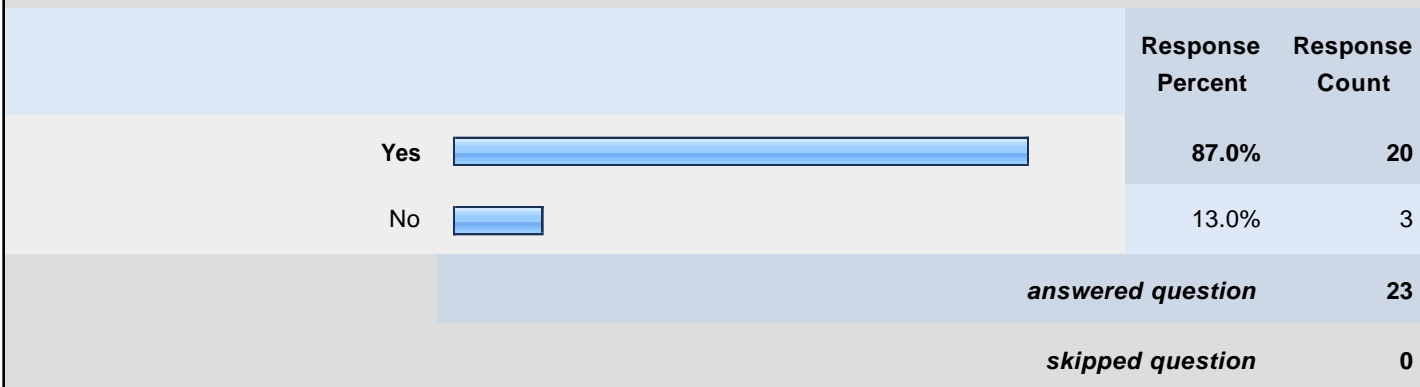 Response Response
Percent Count
Yes 87.0% 20
No 13.0% 3
answered question 23
skipped question 0